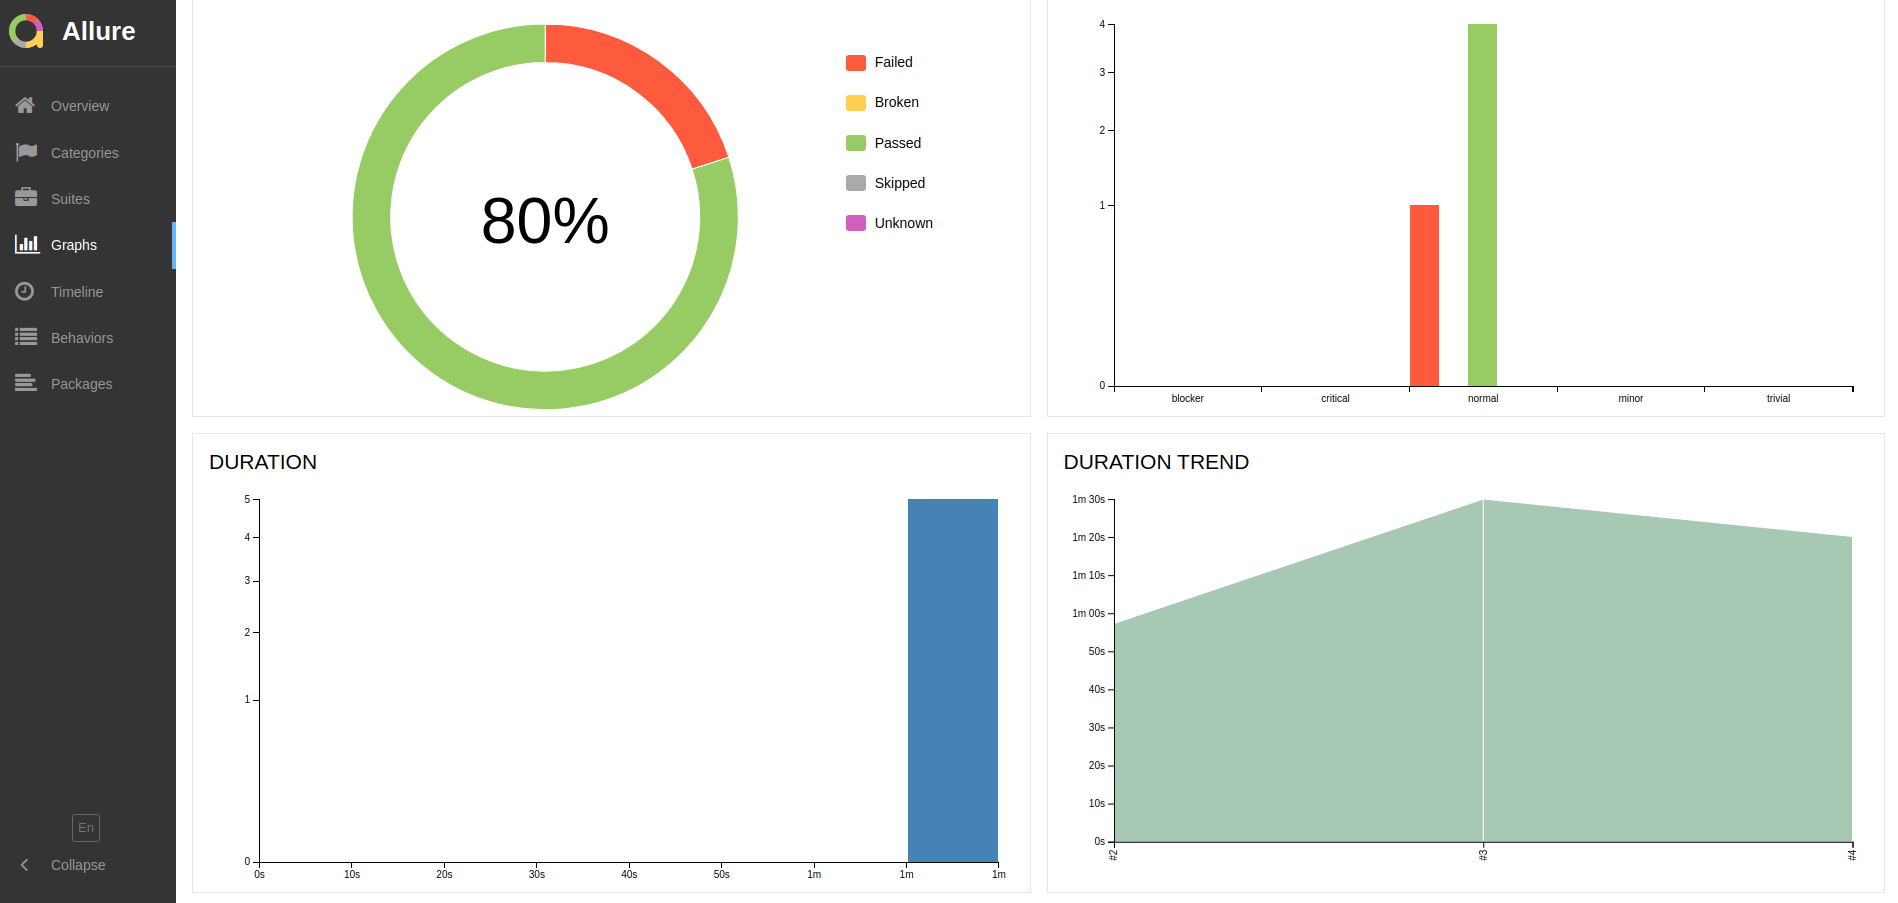 Allure
Overview
Categories
Suites
Graphs
Timeline
Behaviors
Packages
En
Collapse
80%
Failed
Broken
Passed
Skipped
Unknown
4
3
2
1
0
blocker critical normal minor trivial
DURATION
5
4
3
2
1
0
0s 10s 20s 30s 40s 50s 1m 1m 1m
DURATION TREND
1m 30s
1m 20s
1m 10s
1m 00s
50s
40s
30s
20s
10s
0s
#2 #3 #4